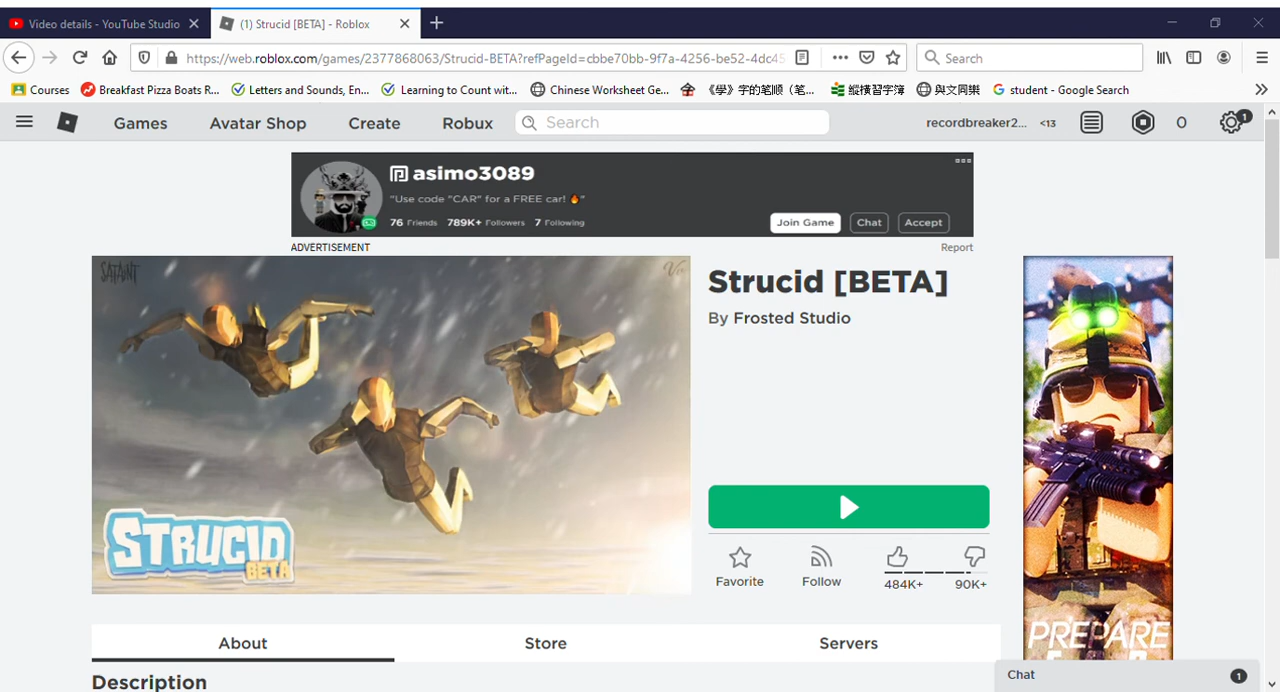 Video details - YouTube Studio
(1) Strucid [BETA] - Roblox
https://web.roblox.com/games/2377868063/Strucid-BETA?refPageId=cbbe70bb-9f7a-4256-be52-4dc45
Search
Courses
Breakfast Pizza Boats R...
Letters and Sounds, En...
Learning to Count wit...
Chinese Worksheet Ge...
《學》字的笔顺（笔...
縱橫習字簿
與文同樂
student - Google Search
Games
Avatar Shop
Create
Robux
Search
recordbreaker2...
<13
0
1
asimo3089
"Use code "CAR" for a FREE car! 🔥"
76 Friends 789K+ Followers 7 Following
Join Game
Chat
Accept
ADVERTISEMENT
Report
SATAINT
STRUCID
BETA
Strucid [BETA]
By Frosted Studio
Favorite
Follow
484K+
90K+
PREPARE
About
Store
Servers
Description
Chat
1